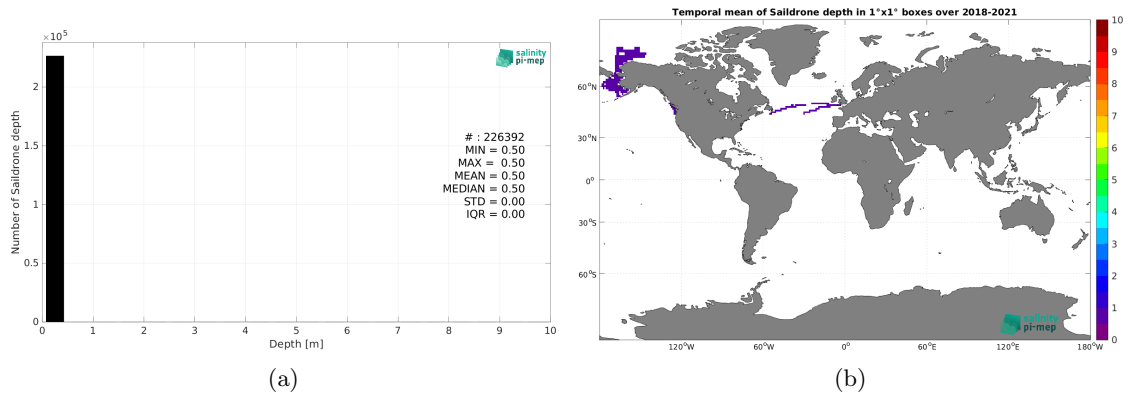 ×10⁵
2
1.5
1
0.5
0
Number of Saildrone depth
salinity
pi-mep
# : 226392
MIN = 0.50
MAX = 0.50
MEAN = 0.50
MEDIAN = 0.50
STD = 0.00
IQR = 0.00
0 1 2 3 4 5 6 7 8 9 10
Depth [m]
(a)
Temporal mean of Saildrone depth in 1°x1° boxes over 2018-2021
60°N
30°N
0°
30°S
60°S
salinity
pi-mep
120°W 60°W 0° 60°E 120°E 180°W
10
9
8
7
6
5
4
3
2
1
0
(b)